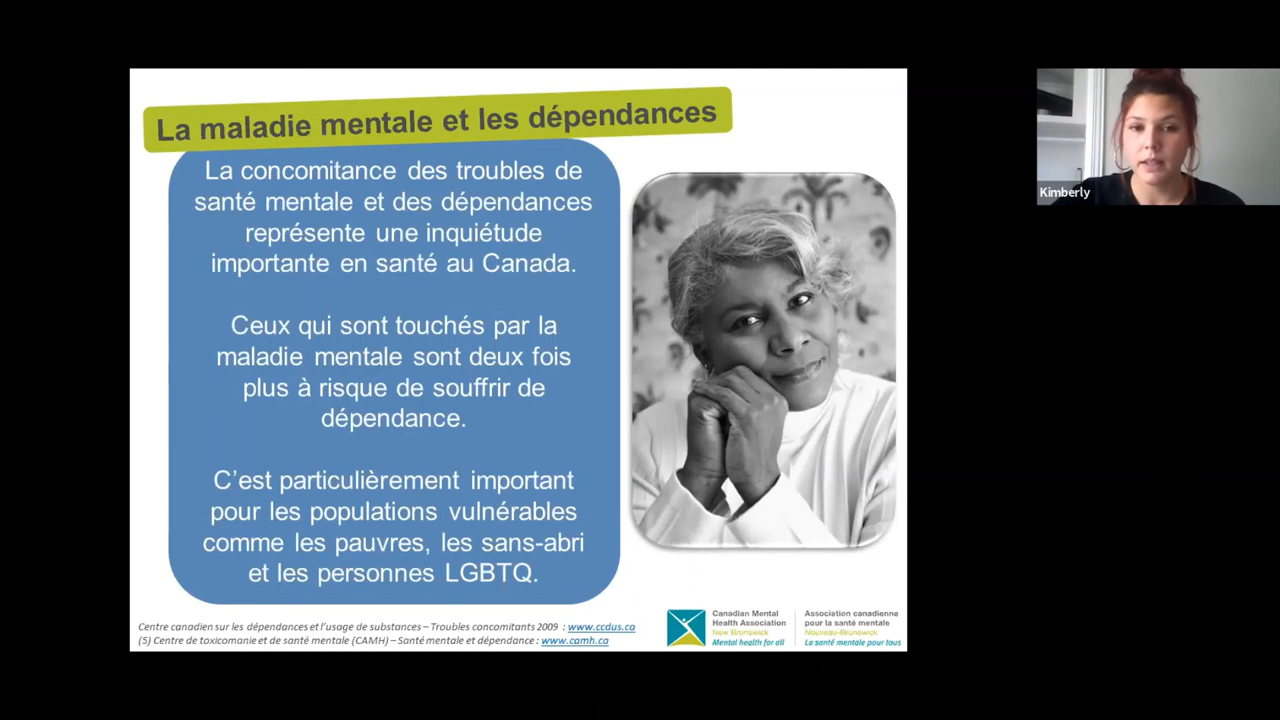 La maladie mentale et les dépendances
La concomitance des troubles de
santé mentale et des dépendances
représente une inquiétude
importante en santé au Canada.
Ceux qui sont touchés par la
maladie mentale sont deux fois
plus à risque de souffrir de
dépendance.
C’est particulièrement important
pour les populations vulnérables
comme les pauvres, les sans-abri
et les personnes LGBTQ.
Centre canadien sur les dépendances et l’usage de substances – Troubles concomitants 2009 : www.ccdus.ca
(5) Centre de toxicomanie et de santé mentale (CAMH) – Santé mentale et dépendance : www.camh.ca
Canadian Mental
Health Association
New Brunswick
Mental health for all
Association canadienne
pour la santé mentale
Nouveau-Brunswick
La santé mentale pour tous
Kimberly